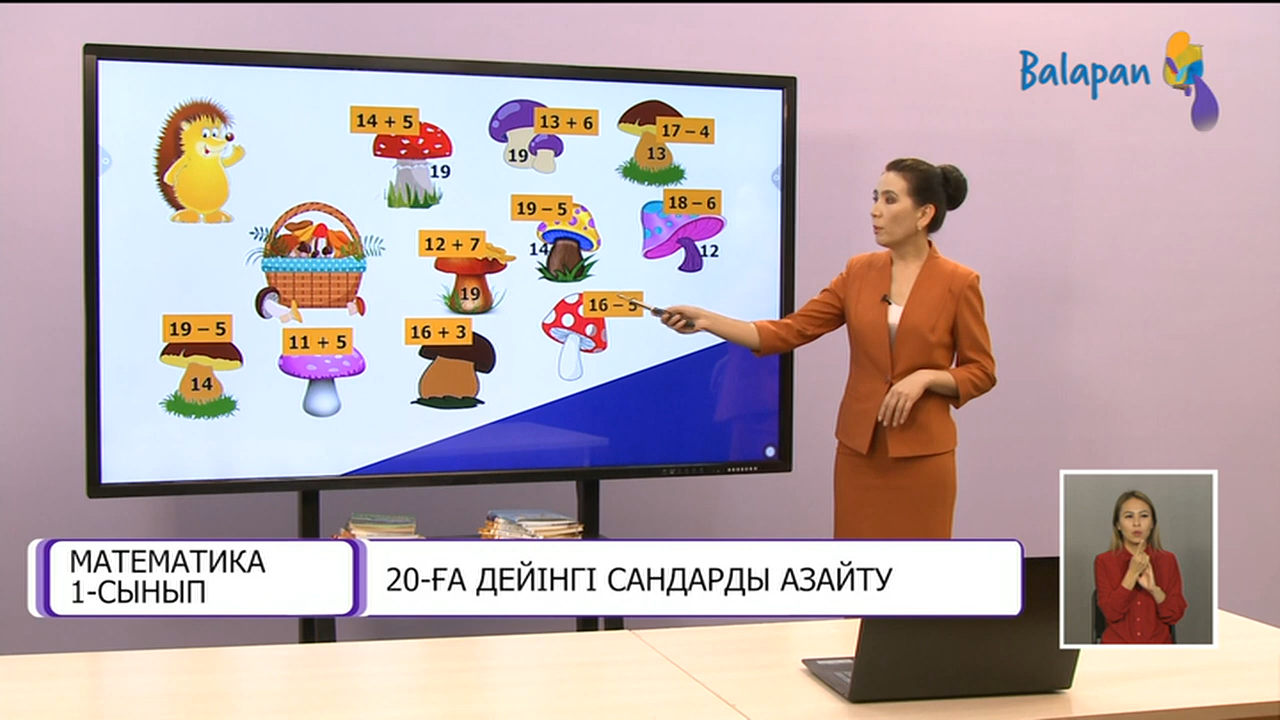 Balapan
14 + 5
19
13 + 6
19
17 – 4
13
19 – 5
14
18 – 6
12
12 + 7
19
16 – 5
19 – 5
14
11 + 5
16 + 3
МАТЕМАТИКА
1-СЫНЫП
20-ҒА ДЕЙІНГІ САНДАРДЫ АЗАЙТУ